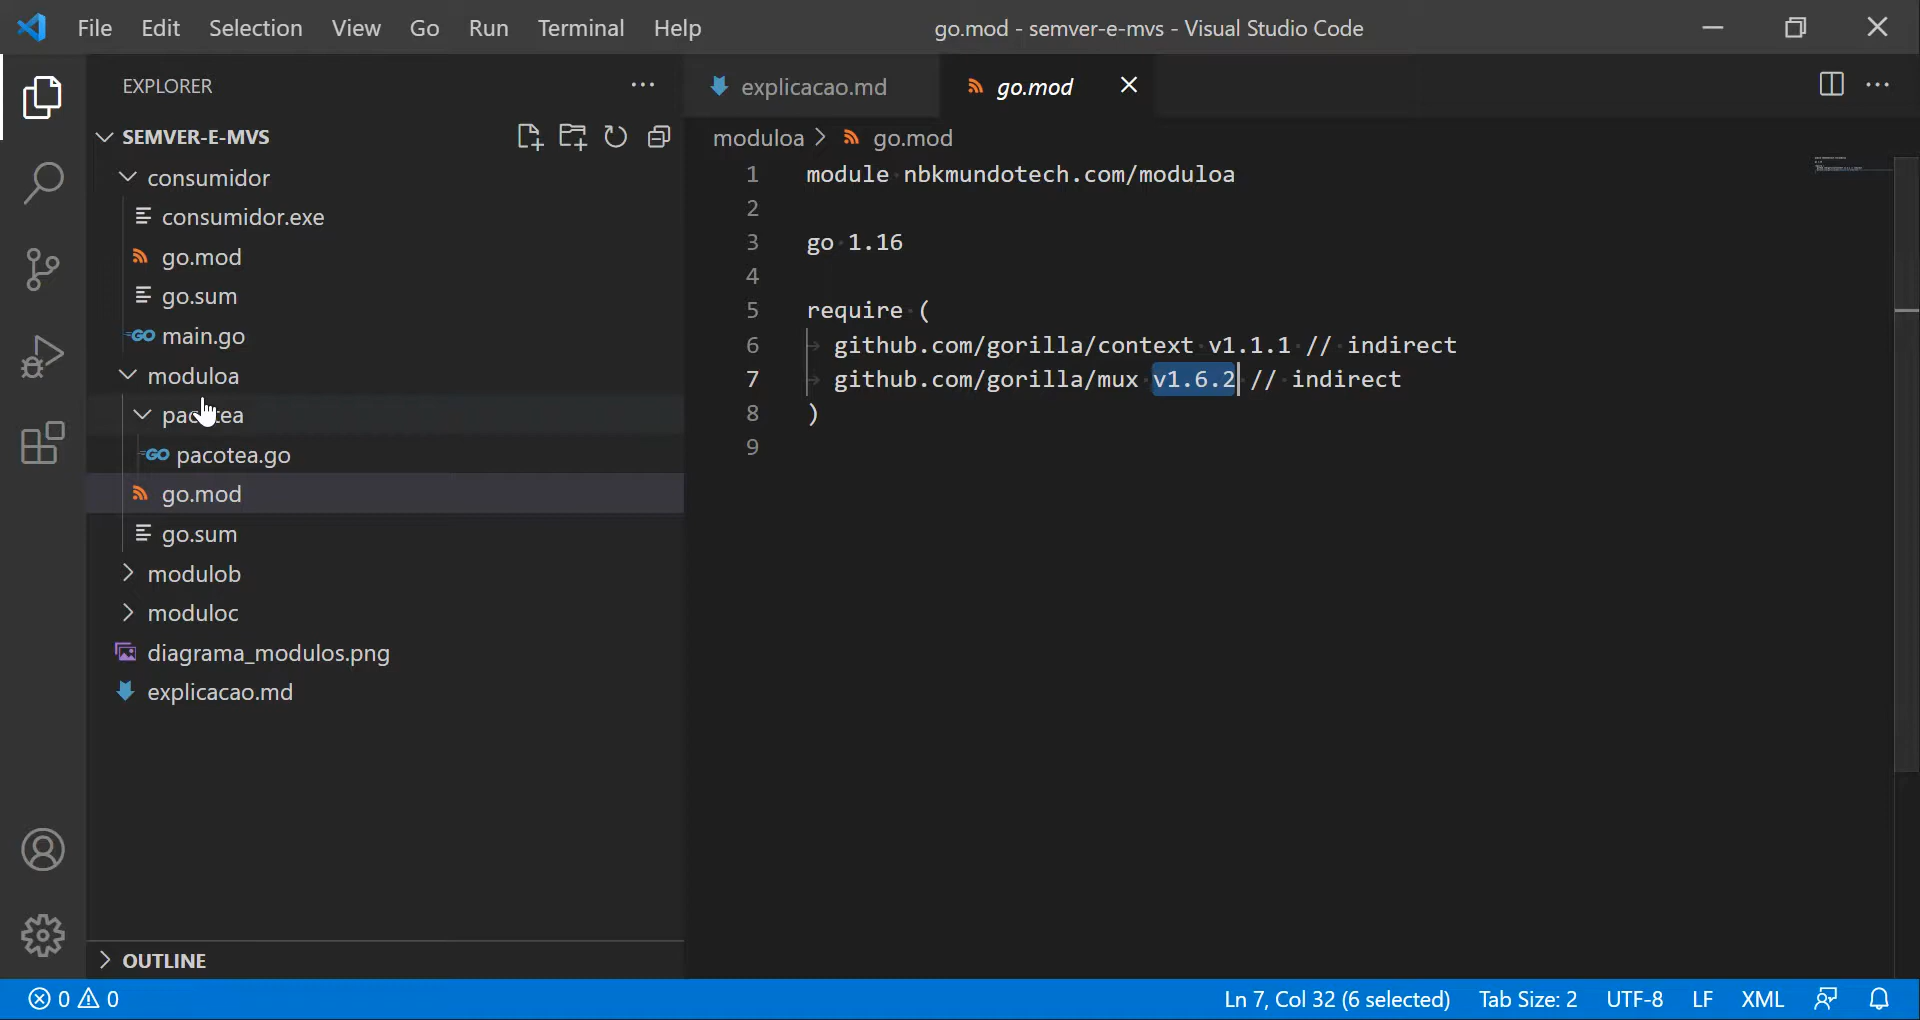 File Edit Selection View Go Run Terminal Help
go.mod - semver-e-mvs - Visual Studio Code
EXPLORER
SEMVER-E-MVS
consumidor
consumidor.exe
go.mod
go.sum
GO main.go
moduloa
pacotea
GO pacotea.go
go.mod
go.sum
modulob
moduloc
diagrama_modulos.png
explicacao.md
OUTLINE
explicacao.md go.mod
moduloa > go.mod
1 module nbkmundotech.com/moduloa
2
3 go 1.16
4
5 require (
6 github.com/gorilla/context v1.1.1 // indirect
7 github.com/gorilla/mux v1.6.2 // indirect
8 )
9
0 0 Ln 7, Col 32 (6 selected) Tab Size: 2 UTF-8 LF XML